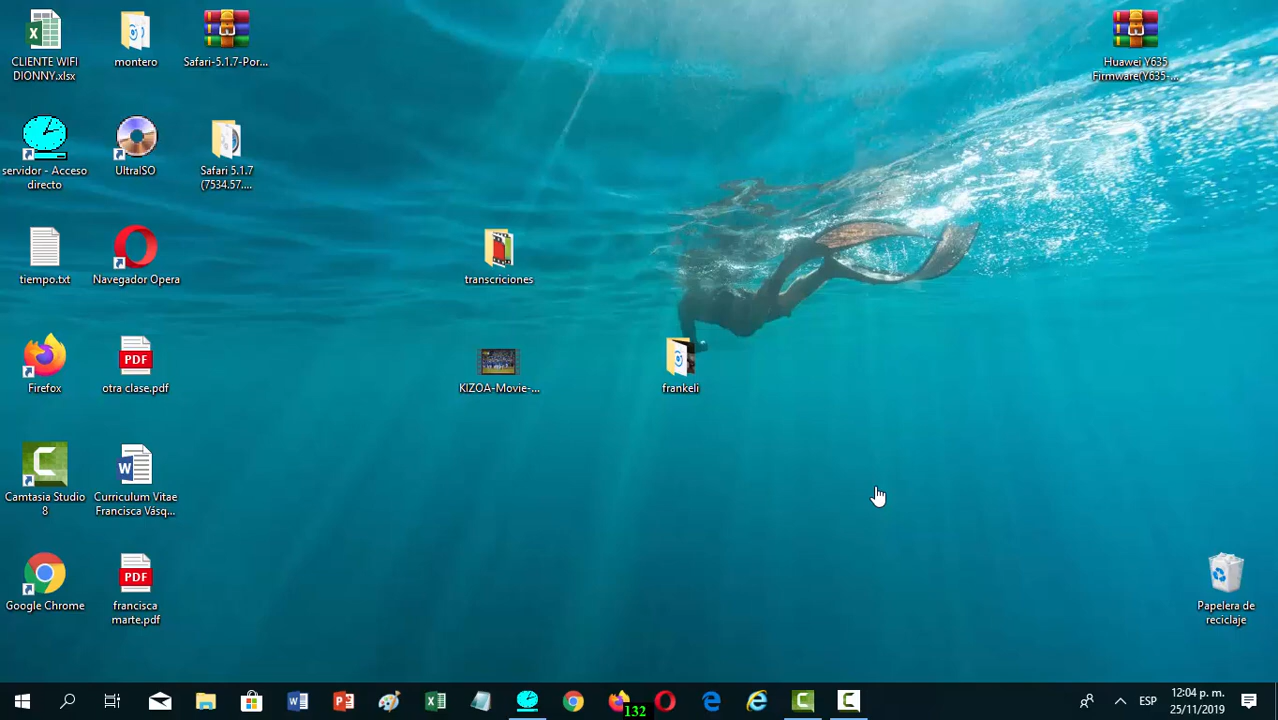 CLIENTE WIFI
DIONNY.xlsx
montero
Safari-5.1.7-Por...
Huawei Y635
Firmware(Y635-...
servidor - Acceso
directo
UltraISO
Safari 5.1.7
(7534.57....
tiempo.txt
Navegador Opera
transcriciones
Firefox
PDF
otra clase.pdf
KIZOA-Movie-...
frankeli
Camtasia Studio
8
W
Curriculum Vitae
Francisca Vásq...
Google Chrome
PDF
francisca
marte.pdf
Papelera de
reciclaje
132
ESP
12:04 p. m.
25/11/2019